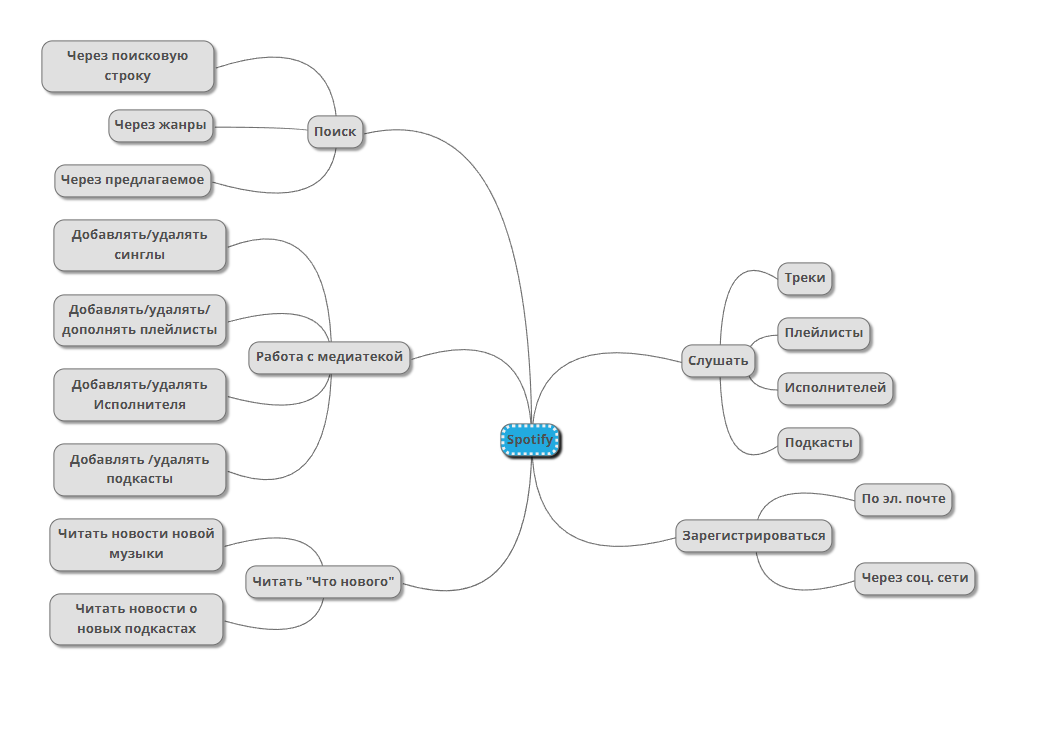 Через поисковую
строку
Через жанры
Через предлагаемое
Поиск
Добавлять/удалять
синглы
Добавлять/удалять/
дополнять плейлисты
Добавлять/удалять
Исполнителя
Добавлять /удалять
подкасты
Работа с медиатекой
Читать новости новой
музыки
Читать новости о
новых подкастах
Читать "Что нового"
Spotify
Слушать
Треки
Плейлисты
Исполнителей
Подкасты
Зарегистрироваться
По эл. почте
Через соц. сети